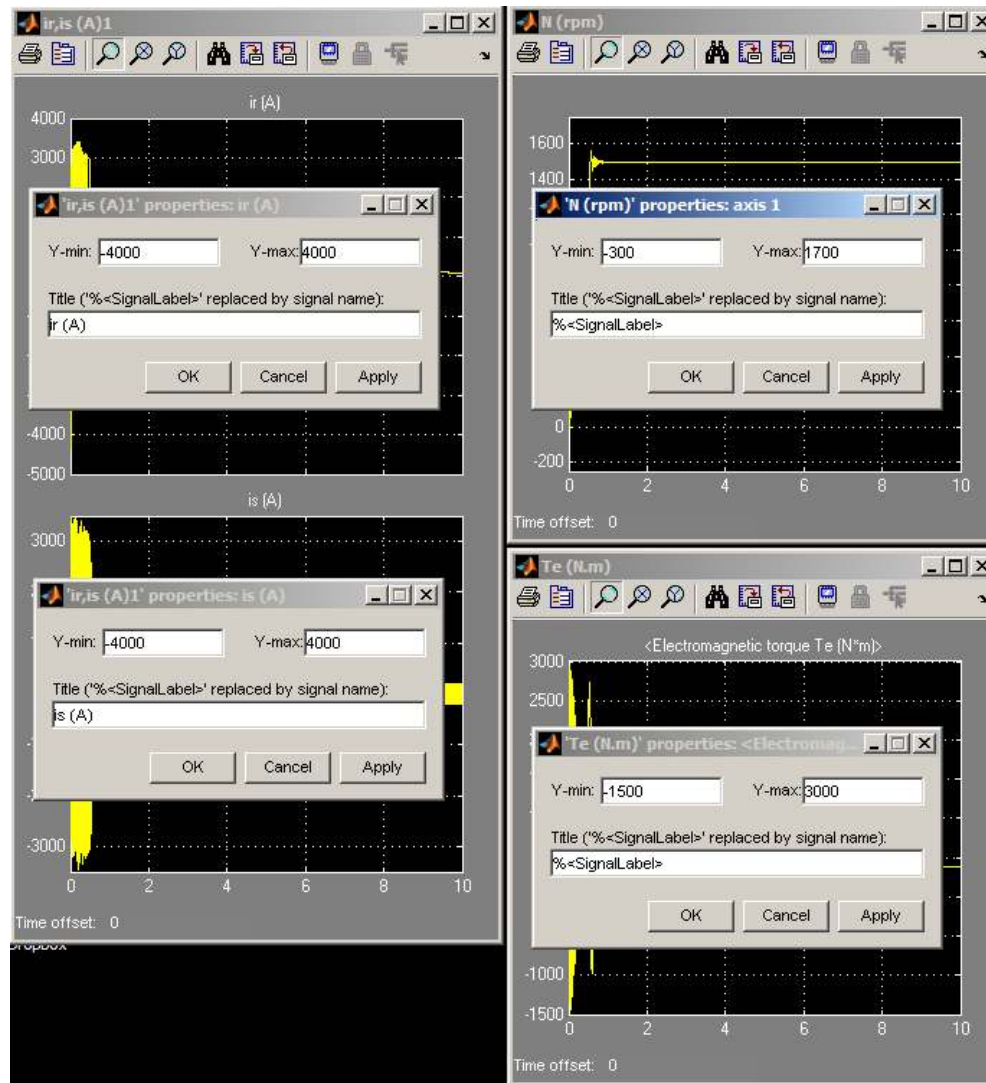 ir,is (A)1
ir (A)
4000
3000
'ir,is (A)1' properties: ir (A)
Y-min: -4000 Y-max: 4000
Title ('%<SignalLabel>' replaced by signal name):
ir (A)
OK Cancel Apply
-4000
-5000
is (A)
3000
'ir,is (A)1' properties: is (A)
Y-min: -4000 Y-max: 4000
Title ('%<SignalLabel>' replaced by signal name):
is (A)
OK Cancel Apply
-3000
0 2 4 6 8 10
Time offset: 0
Dropbox
N (rpm)
1600
1400
'N (rpm)' properties: axis 1
Y-min: -300 Y-max: 1700
Title ('%<SignalLabel>' replaced by signal name):
%<SignalLabel>
OK Cancel Apply
0
-200
0 2 4 6 8 10
Time offset: 0
Te (N.m)
<Electromagnetic torque Te (N*m)>
3000
2500
'Te (N.m)' properties: <Electromag...
Y-min: -1500 Y-max: 3000
Title ('%<SignalLabel>' replaced by signal name):
%<SignalLabel>
OK Cancel Apply
-1000
-1500
0 2 4 6 8 10
Time offset: 0